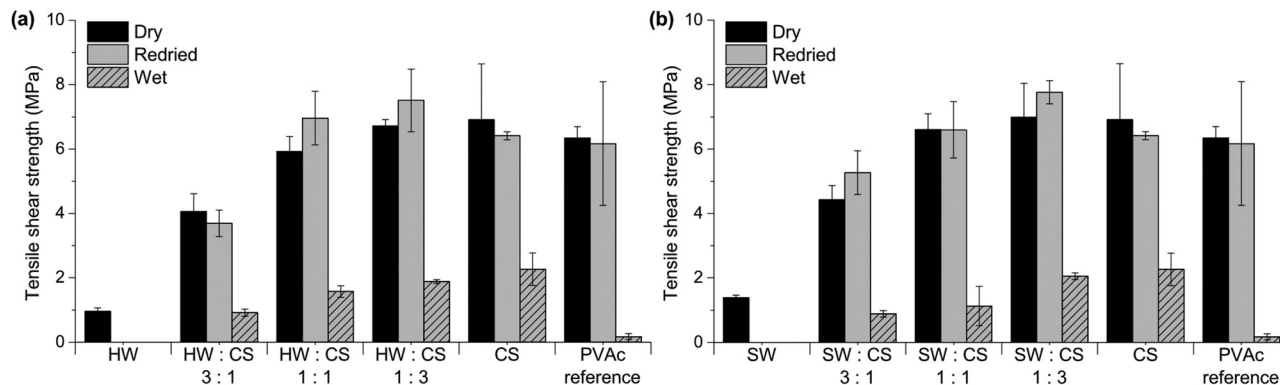 (a)
Dry
Redried
Wet
Tensile shear strength (MPa)
10
8
6
4
2
0
HW HW : CS HW : CS HW : CS CS PVAc
3 : 1 1 : 1 1 : 3 reference
(b)
Dry
Redried
Wet
Tensile shear strength (MPa)
10
8
6
4
2
0
SW SW : CS SW : CS SW : CS CS PVAc
3 : 1 1 : 1 1 : 3 reference